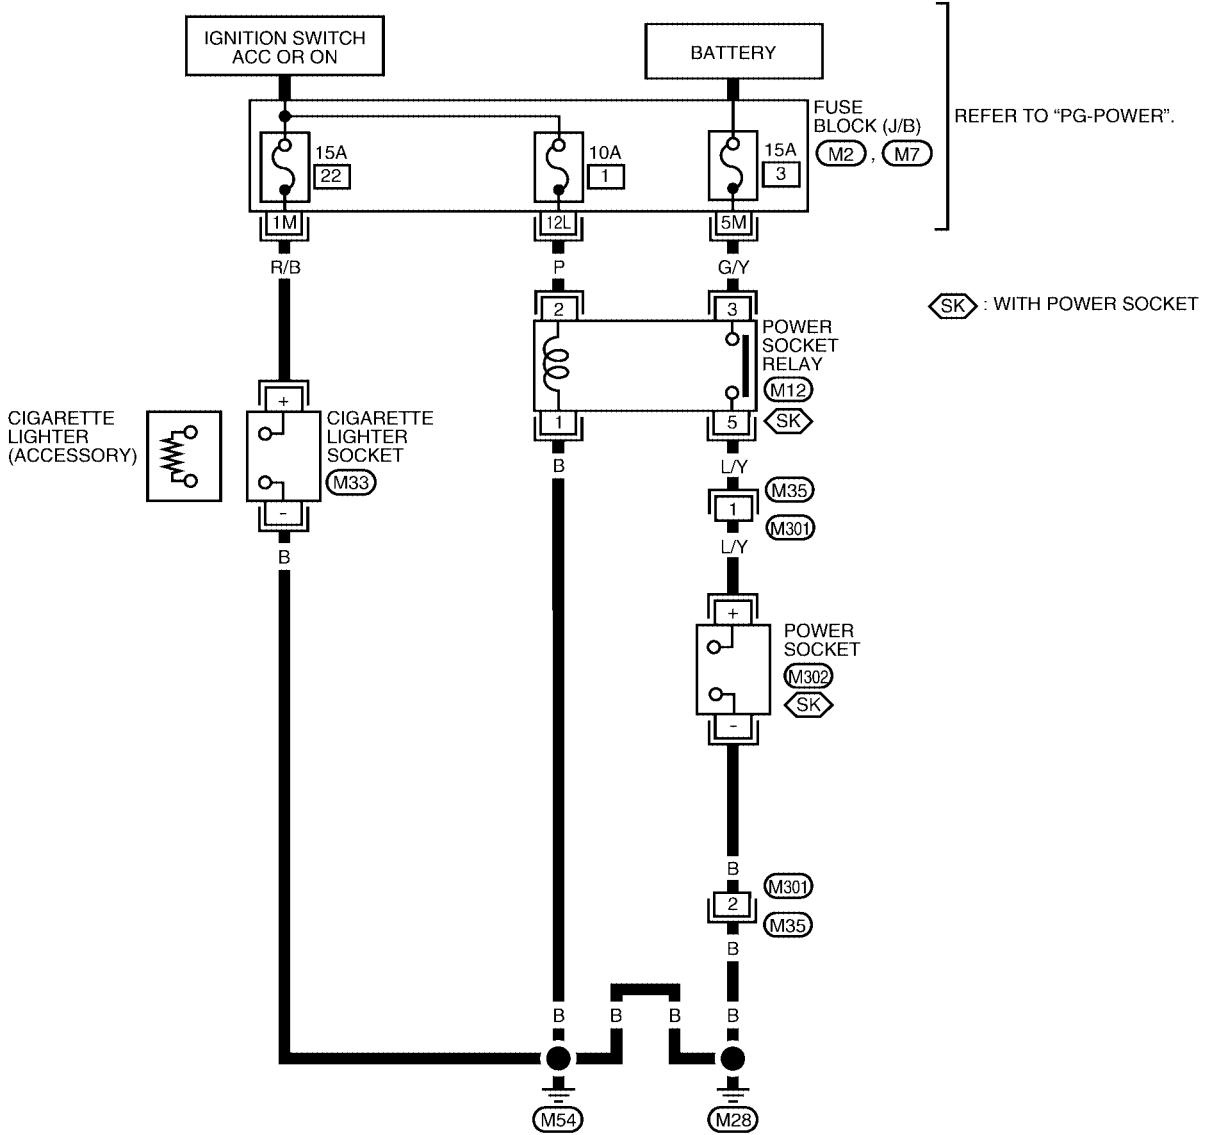 IGNITION SWITCH
ACC OR ON
BATTERY
FUSE
BLOCK (J/B)
M2 , M7
REFER TO “PG-POWER”.
15A
22
10A
1
15A
3
1M
12L
5M
R/B
P
G/Y
SK : WITH POWER SOCKET
2
3
POWER
SOCKET
RELAY
M12
SK
1
5
CIGARETTE
LIGHTER
(ACCESSORY)
+
CIGARETTE
LIGHTER
SOCKET
M33
-
B
B
L/Y
M35
1
M301
L/Y
+
POWER
SOCKET
M302
SK
-
B
M301
2
M35
B
B
B
B
B
M54
M28